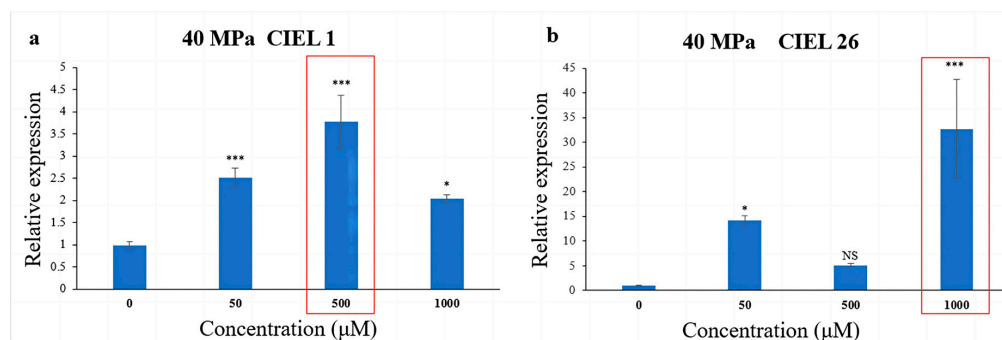 a
40 MPa CIEL 1
Relative expression
5
4.5
4
3.5
3
2.5
2
1.5
1
0.5
0
***
***
*
0 50 500 1000
Concentration (µM)
b
40 MPa CIEL 26
Relative expression
45
40
35
30
25
20
15
10
5
0
*
NS
***
0 50 500 1000
Concentration (µM)